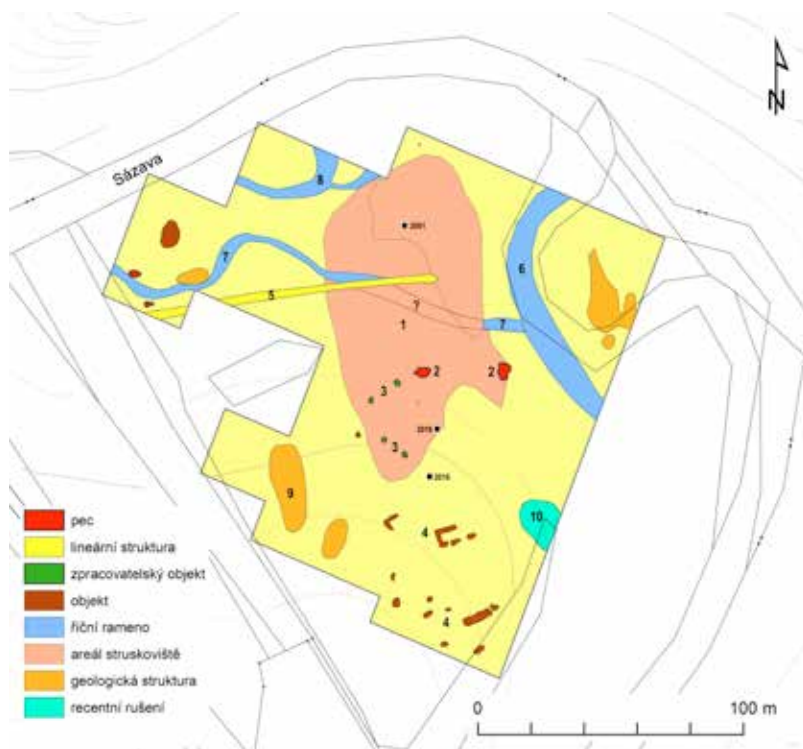 Sázava
N
8
2001
7
6
5
?
7
1
2
2
3
3
2016
9
10
4
4
pec
lineární struktura
zpracovatelský objekt
objekt
říční rameno
areál struskoviště
geologická struktura
recentní rušení
0
100 m